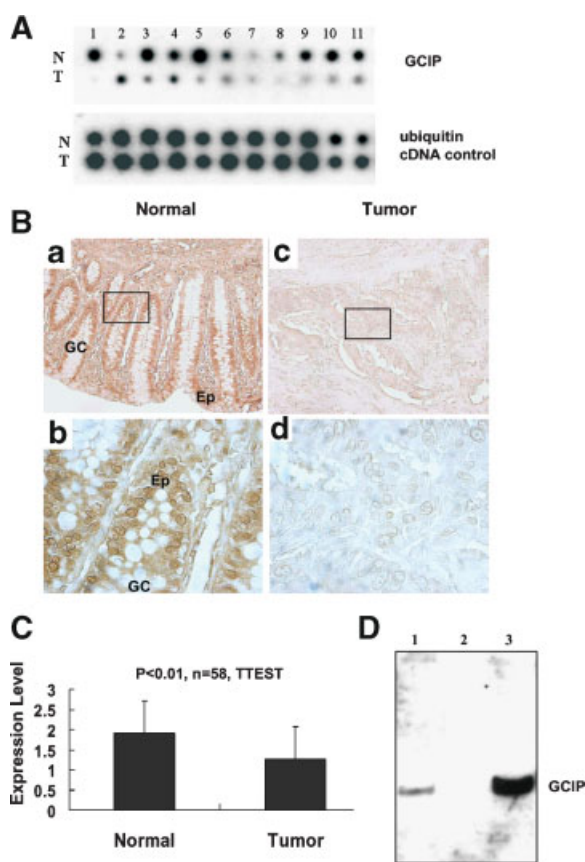 A
1 2 3 4 5 6 7 8 9 10 11
N
T
GCIP
N
T
ubiquitin
cDNA control
Normal Tumor
B
a
GC
Ep
c
b
Ep
GC
d
C
P<0.01, n=58, TTEST
Expression Level
3
2.5
2
1.5
1
0.5
0
Normal Tumor
D
1 2 3
GCIP